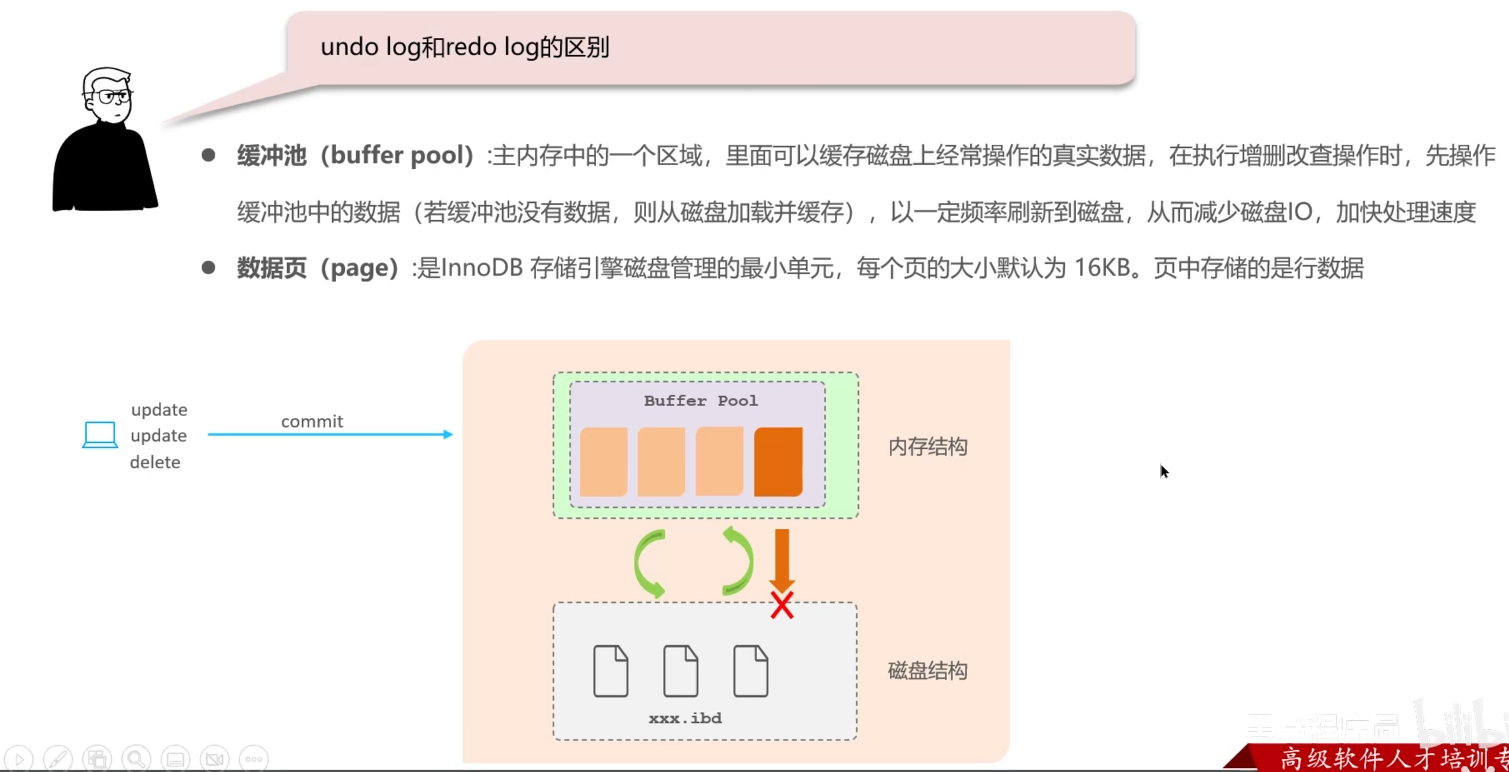 undo log和redo log的区别
缓冲池（buffer pool）:主内存中的一个区域，里面可以缓存磁盘上经常操作的真实数据，在执行增删改查操作时，先操作
缓冲池中的数据（若缓冲池没有数据，则从磁盘加载并缓存），以一定频率刷新到磁盘，从而减少磁盘IO，加快处理速度
数据页（page）:是InnoDB 存储引擎磁盘管理的最小单元，每个页的大小默认为 16KB。页中存储的是行数据
update
update
delete
commit
Buffer Pool
内存结构
磁盘结构
xxx.ibd
高级软件人才培训专